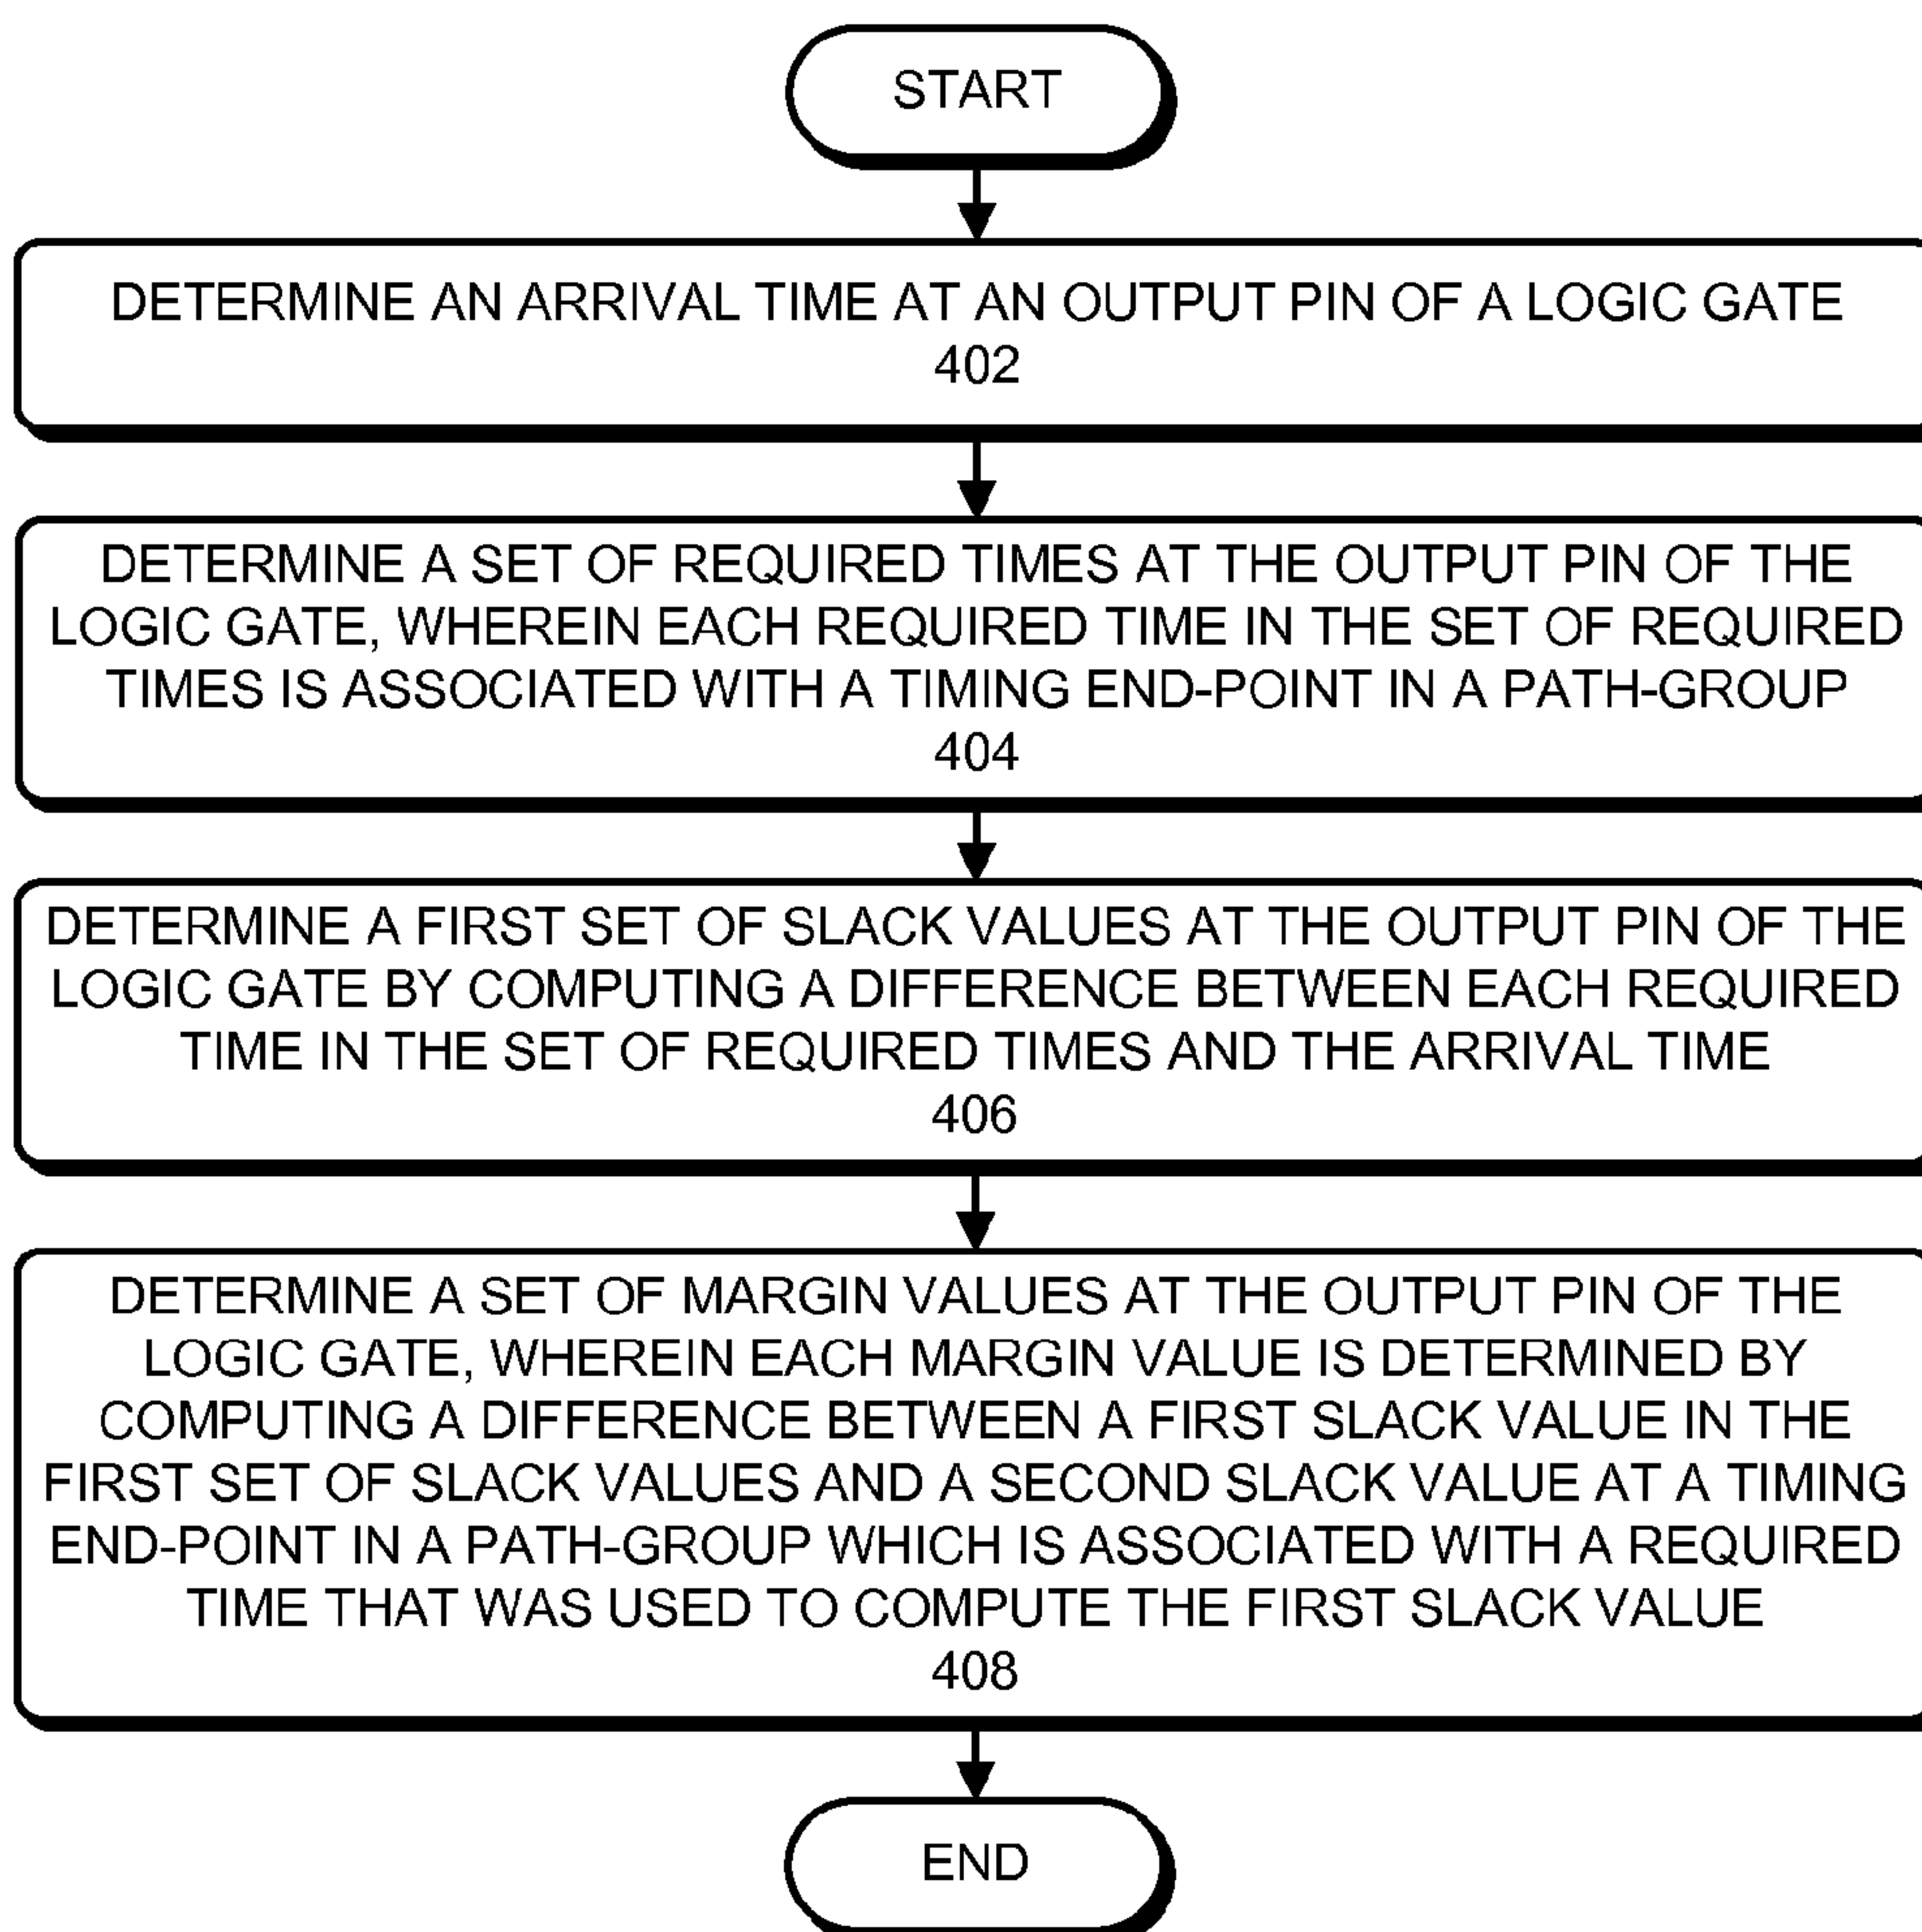 START
DETERMINE AN ARRIVAL TIME AT AN OUTPUT PIN OF A LOGIC GATE
402
DETERMINE A SET OF REQUIRED TIMES AT THE OUTPUT PIN OF THE
LOGIC GATE, WHEREIN EACH REQUIRED TIME IN THE SET OF REQUIRED
TIMES IS ASSOCIATED WITH A TIMING END-POINT IN A PATH-GROUP
404
DETERMINE A FIRST SET OF SLACK VALUES AT THE OUTPUT PIN OF THE
LOGIC GATE BY COMPUTING A DIFFERENCE BETWEEN EACH REQUIRED
TIME IN THE SET OF REQUIRED TIMES AND THE ARRIVAL TIME
406
DETERMINE A SET OF MARGIN VALUES AT THE OUTPUT PIN OF THE
LOGIC GATE, WHEREIN EACH MARGIN VALUE IS DETERMINED BY
COMPUTING A DIFFERENCE BETWEEN A FIRST SLACK VALUE IN THE
FIRST SET OF SLACK VALUES AND A SECOND SLACK VALUE AT A TIMING
END-POINT IN A PATH-GROUP WHICH IS ASSOCIATED WITH A REQUIRED
TIME THAT WAS USED TO COMPUTE THE FIRST SLACK VALUE
408
END